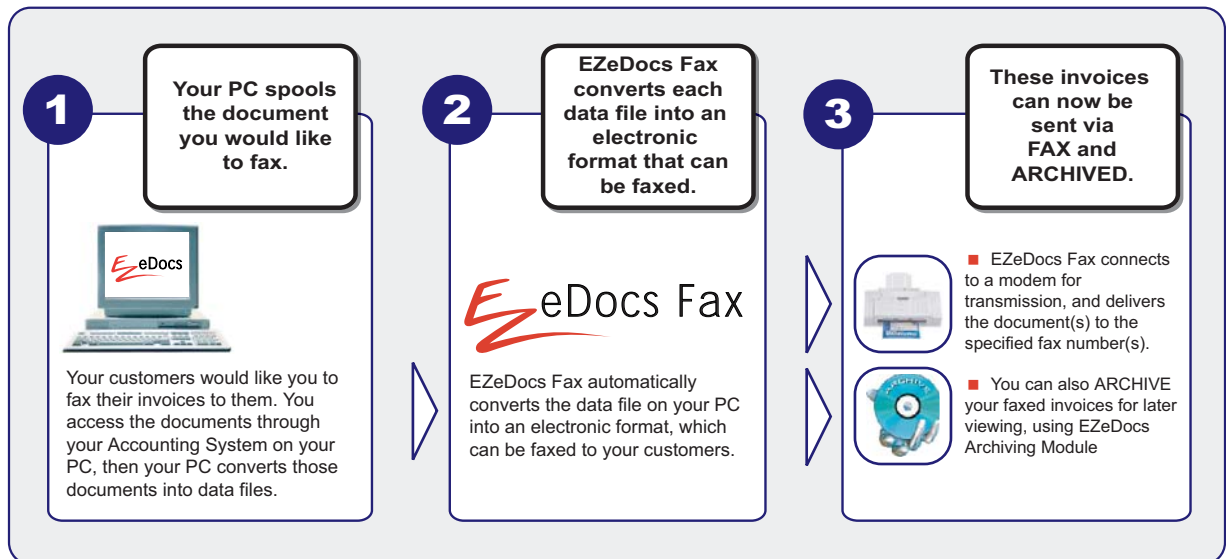 1
Your PC spools
the document
you would like
to fax.
EZeDocs
Your customers would like you to
fax their invoices to them. You
access the documents through
your Accounting System on your
PC, then your PC converts those
documents into data files.
2
EZeDocs Fax
converts each
data file into an
electronic
format that can
be faxed.
EZeDocs Fax
EZeDocs Fax automatically
converts the data file on your PC
into an electronic format, which
can be faxed to your customers.
3
These invoices
can now be
sent via
FAX and
ARCHIVED.
■ EZeDocs Fax connects
to a modem for
transmission, and delivers
the document(s) to the
specified fax number(s).
ARCHIVE
■ You can also ARCHIVE
your faxed invoices for later
viewing, using EZeDocs
Archiving Module